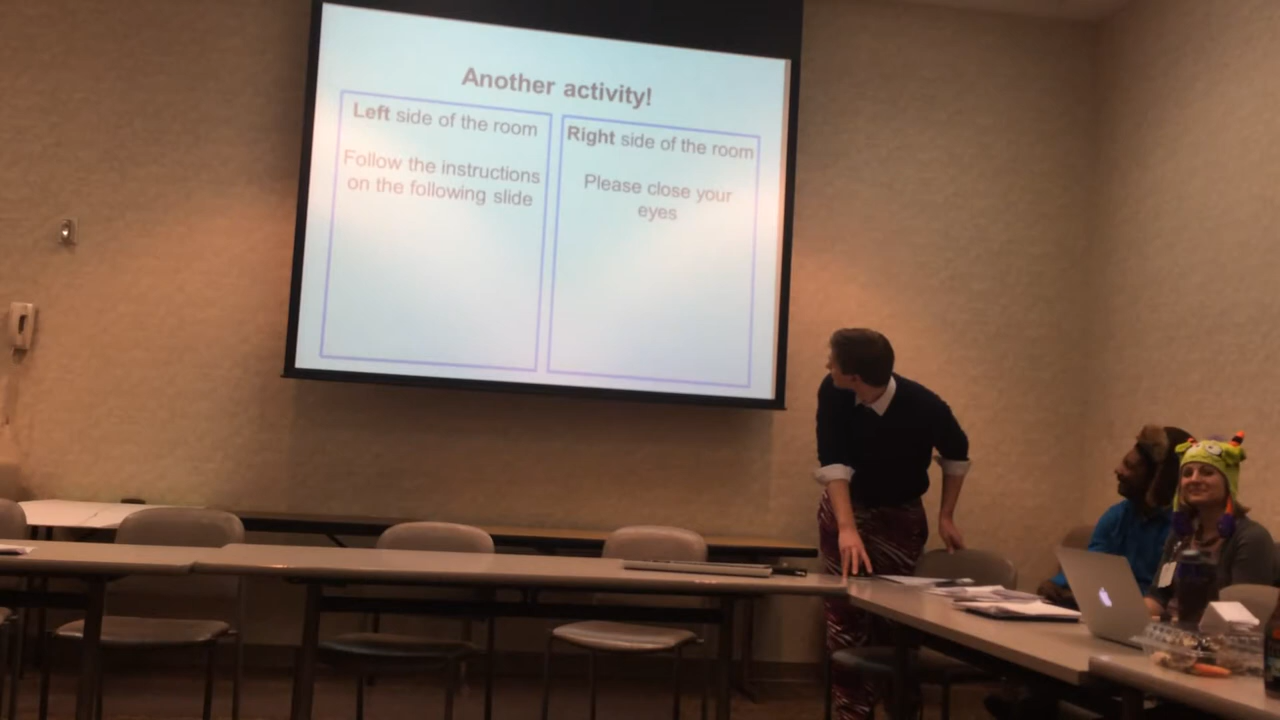 Another activity!
Left side of the room
Follow the instructions
on the following slide
Right side of the room
Please close your
eyes